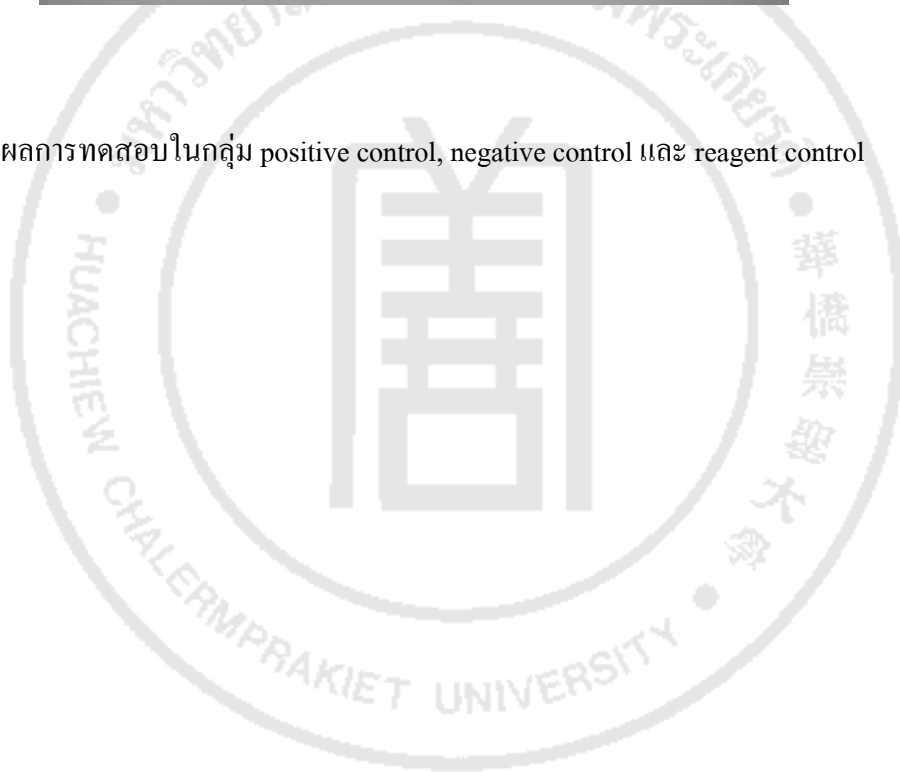 ผลการทดสอบในกลุ่ม positive control, negative control และ reagent control
HUACHIEW CHALERMPRAKIET UNIVERSITY
華僑崇聖大學